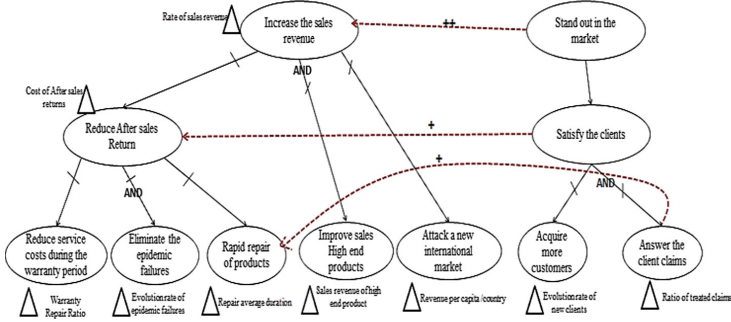 Rate of sales revenue
Increase the sales
revenue
++
Stand out in the
market
AND
Cost of After sales
returns
Reduce After sales
Return
+
Satisfy the clients
+
AND
AND
Reduce service
costs during the
warranty period
Eliminate the
epidemic
failures
Rapid repair
of products
Improve sales
High end
products
Attack a new
international
market
Acquire
more
customers
Answer the
client claims
Warranty
Repair Ratio
Evolution rate of
epidemic failures
Repair average duration
Sales revenue of high
end product
Revenue per capita /country
Evolution rate of
new clients
Ratio of treated claims